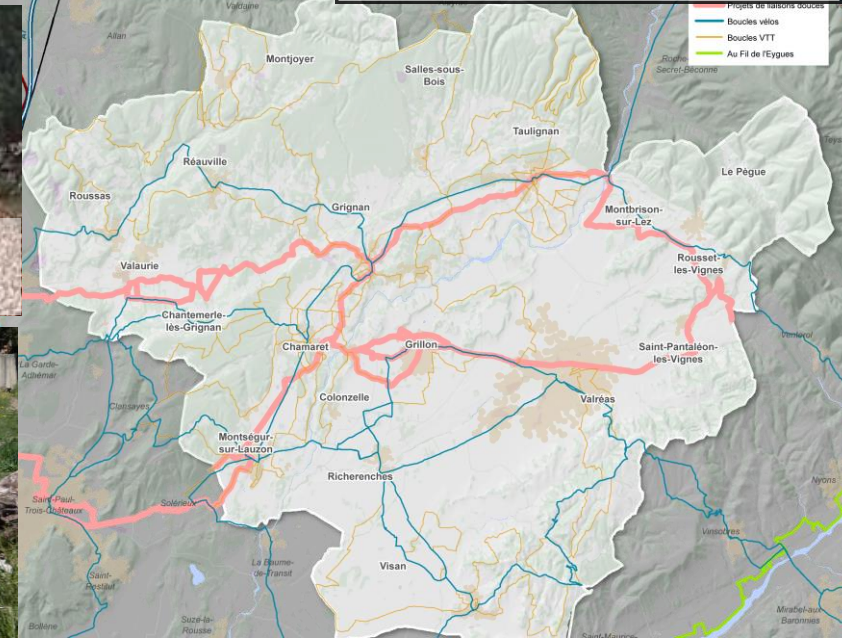 Valdaine
Projets de liaisons douces
Boucles vélos
Boucles VTT
Au Fil de l'Eygues
Allan
Montjoyer
Salles-sous-
Bois
Roche-
Secret-Béconne
Taulignan
Réauville
Le Pègue
Roussas
Grignan
Montbrison-
sur-Lez
Valaurie
Rousset-
les-Vignes
Chantemerle-
lès-Grignan
Chamaret
Grillon
Saint-Pantaléon-
les-Vignes
Venterol
La Garde-
Adhémar
Clansayes
Colonzelle
Valréas
Montségur-
sur-Lauzon
Richerenches
Nyons
Saint-Paul-
Trois-Châteaux
Solérieux
Vinsobres
Visan
La Baume-
de-Transit
Saint-
Restitut
Mirabel-aux
Baronnies
Suze-la-
Rousse
Bollène
Saint-Maurice-